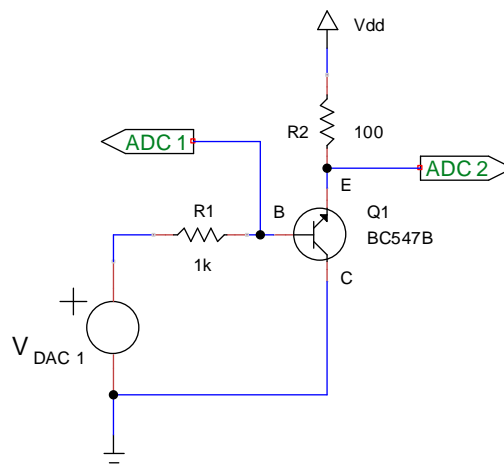 Vdd
R2 100
ADC 1
ADC 2
E
R1
B
Q1
BC547B
1k
C
+
V DAC 1